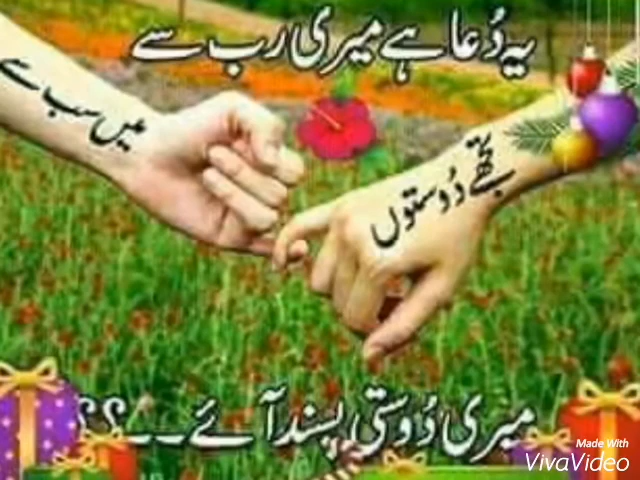 یہ دُعا ہے میری رب سے
تجھے دُوستوں
میں سب سے
میری دُوستی پسند آئے ۔۔؟؟
Made With
VivaVideo